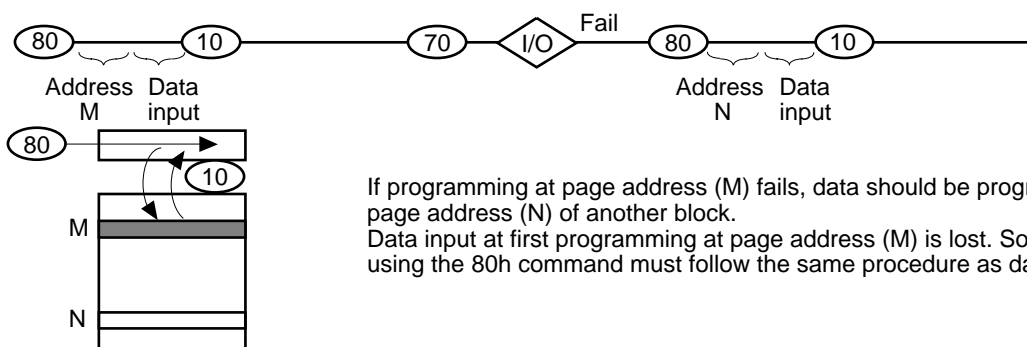 80 10 70 I/O Fail 80 10
Address Data Address Data
M input N input
80
10
If programming at page address (M) fails, data should be
page address (N) of another block.
M
Data input at first programming at page address (M) is lost. So
using the 80h command must follow the same procedure as
N